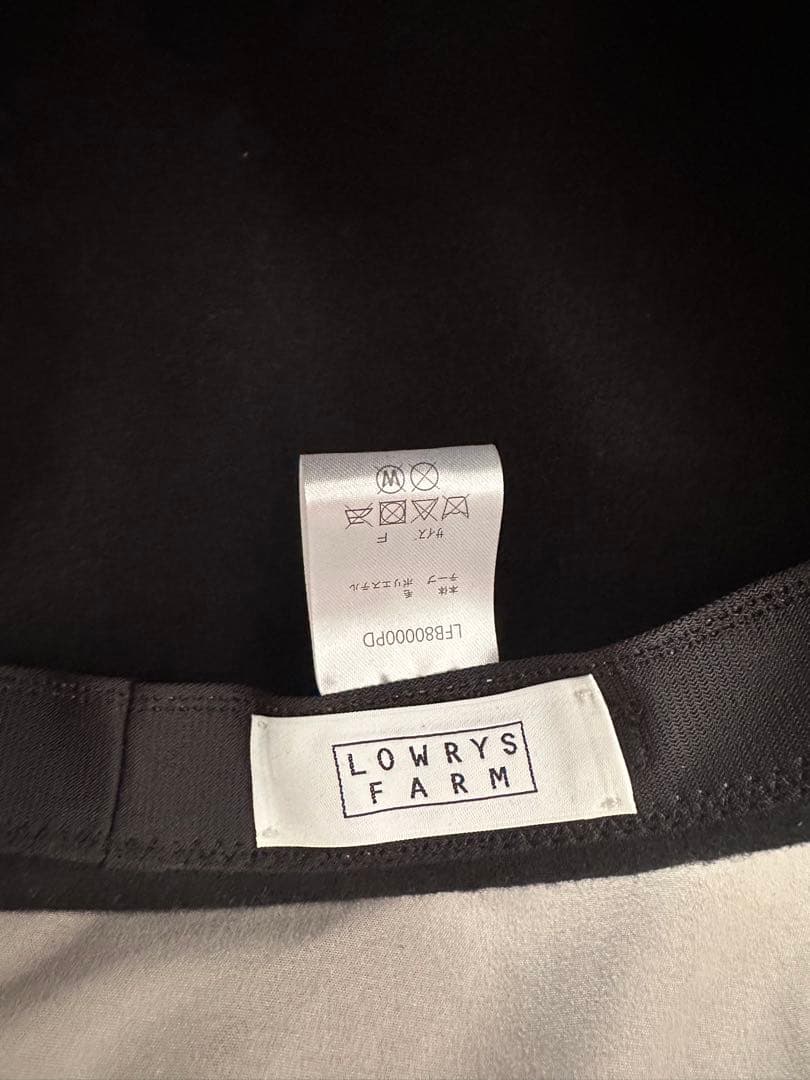 LFB80000PD
本体 毛
テープ ポリエステル
サイズ F
W
LOWRYS
FARM